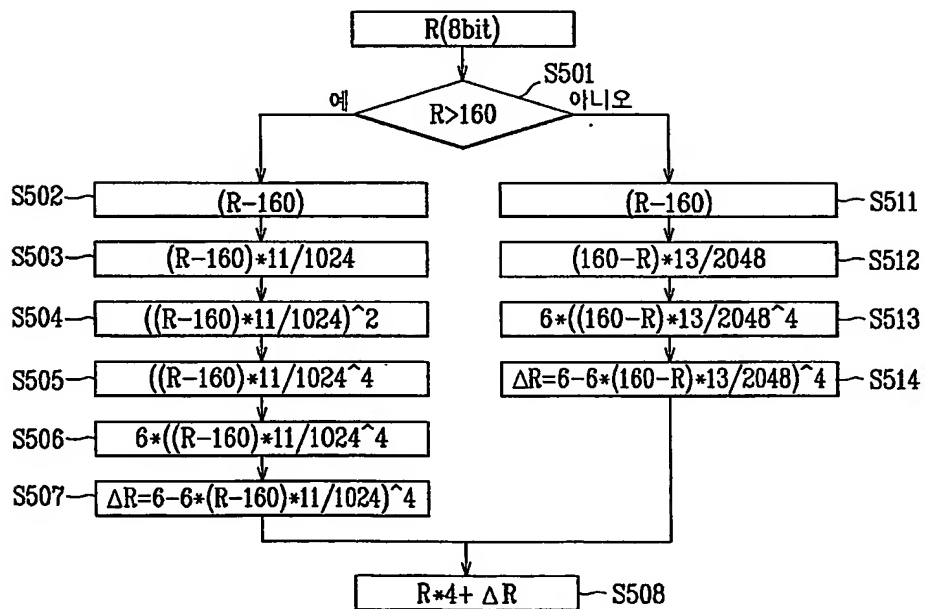 R(8bit)
S501
예
R>160
아니오
S502
(R-160)
(R-160)
S511
S503
(R-160)*11/1024
(160-R)*13/2048
S512
S504
((R-160)*11/1024)^2
6*((160-R)*13/2048^4
S513
S505
((R-160)*11/1024^4
ΔR=6-6*(160-R)*13/2048)^4
S514
S506
6*((R-160)*11/1024^4
S507
ΔR=6-6*(R-160)*11/1024)^4
R*4+ ΔR
S508